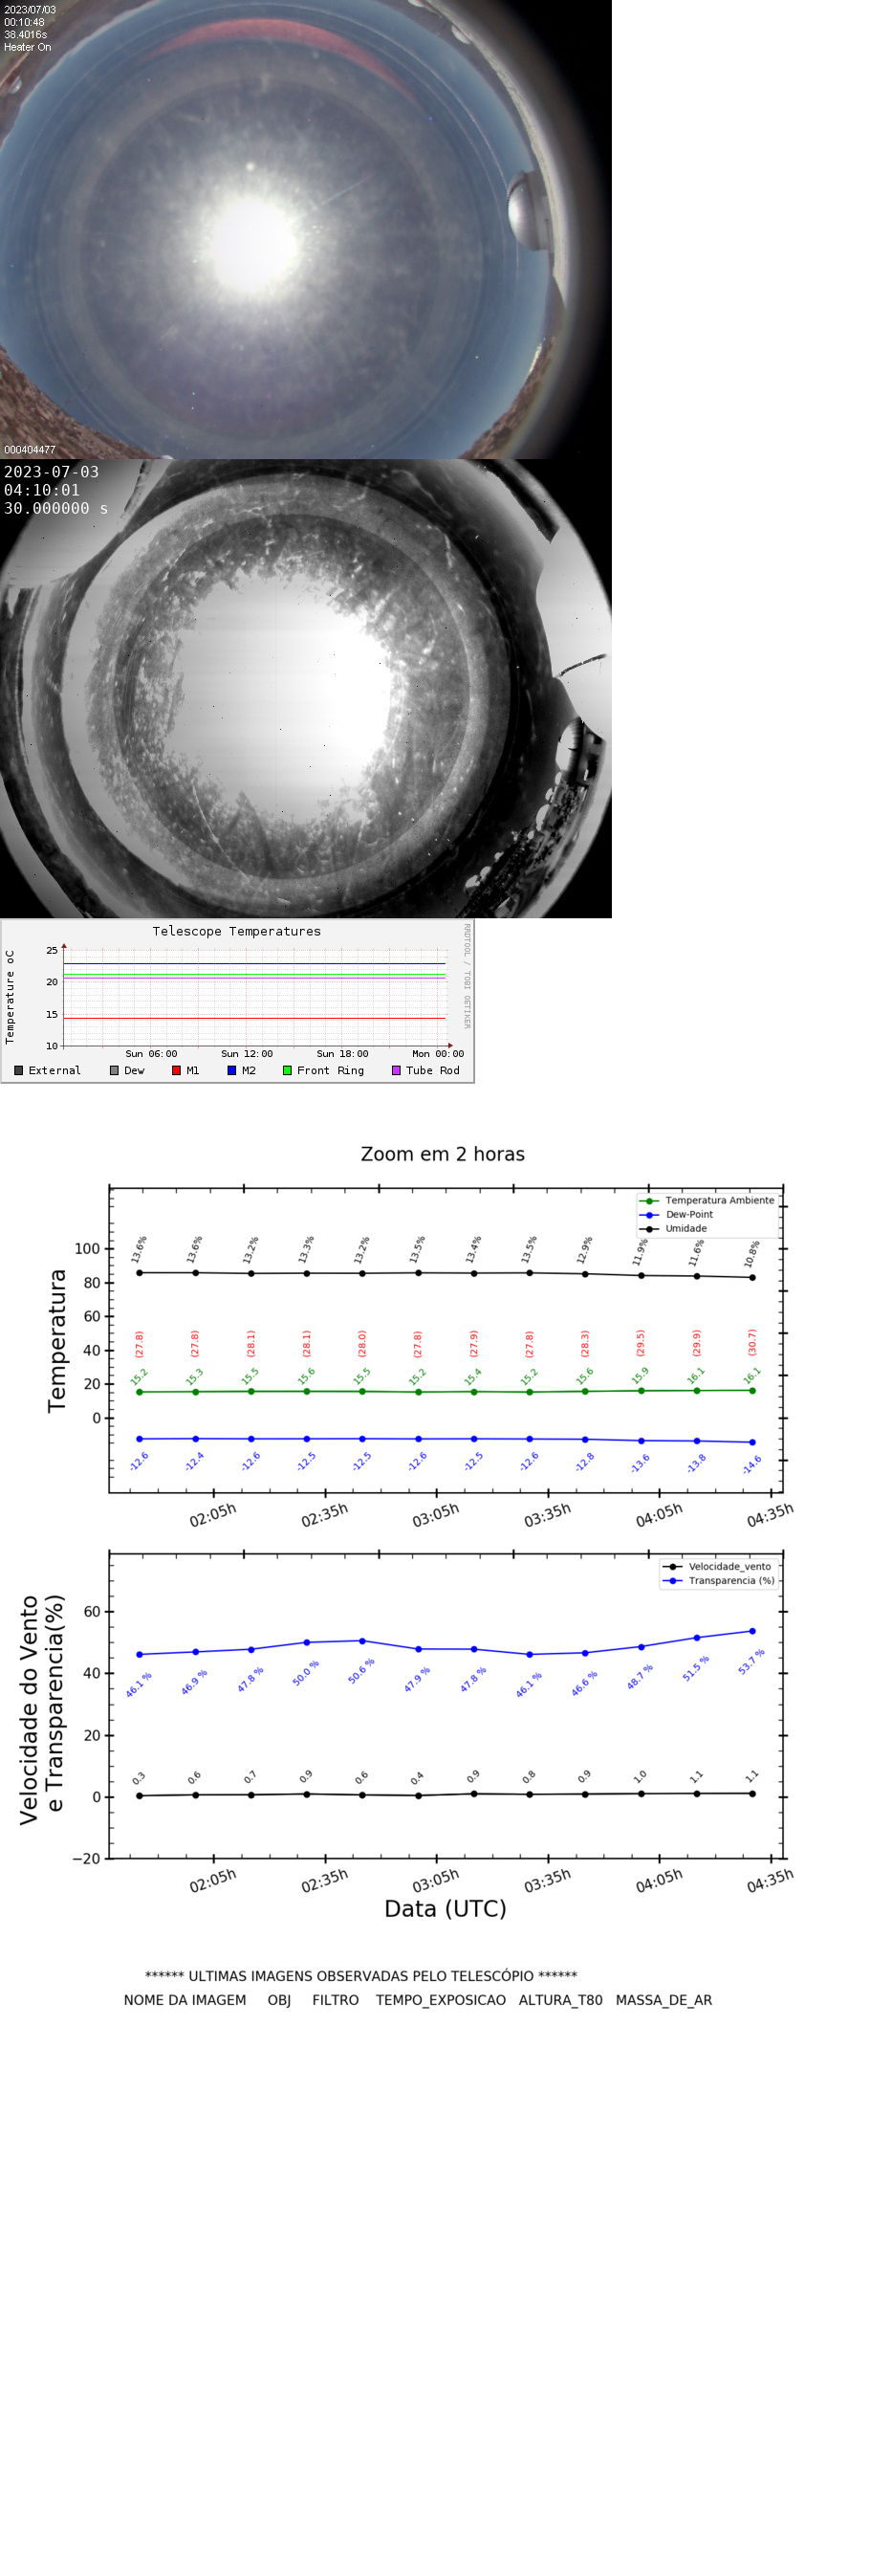 2023/07/03
00:10:48
38.4016s
Heater On
000404477
2023-07-03
04:10:01
30.000000 s
Telescope Temperatures
RRDTOOL / TOBI OETIKER
Temperature oC
25
20
15
10
Sun 06:00 Sun 12:00 Sun 18:00 Mon 00:00
External Dew M1 M2 Front Ring Tube Rod
Zoom em 2 horas
Temperatura Ambiente
Dew-Point
Umidade
Temperatura
100
80
60
40
20
0
13.6% 13.6% 13.2% 13.3% 13.2% 13.5% 13.4% 13.5% 12.9% 11.9% 11.6% 10.8%
(27.8) (27.8) (28.1) (28.1) (28.0) (27.8) (27.9) (27.8) (28.3) (29.5) (29.9) (30.7)
15.2 15.3 15.5 15.6 15.5 15.2 15.4 15.2 15.6 15.9 16.1 16.1
-12.6 -12.4 -12.6 -12.5 -12.5 -12.6 -12.5 -12.6 -12.8 -13.6 -13.8 -14.6
02:05h 02:35h 03:05h 03:35h 04:05h 04:35h
Velocidade_vento
Transparencia (%)
Velocidade do Vento
e Transparencia(%)
60
40
20
0
−20
46.1 % 46.9 % 47.8 % 50.0 % 50.6 % 47.9 % 47.8 % 46.1 % 46.6 % 48.7 % 51.5 % 53.7 %
0.3 0.6 0.7 0.9 0.6 0.4 0.9 0.8 0.9 1.0 1.1 1.1
02:05h 02:35h 03:05h 03:35h 04:05h 04:35h
Data (UTC)
****** ULTIMAS IMAGENS OBSERVADAS PELO TELESCÓPIO ******
NOME DA IMAGEM OBJ FILTRO TEMPO_EXPOSICAO ALTURA_T80 MASSA_DE_AR